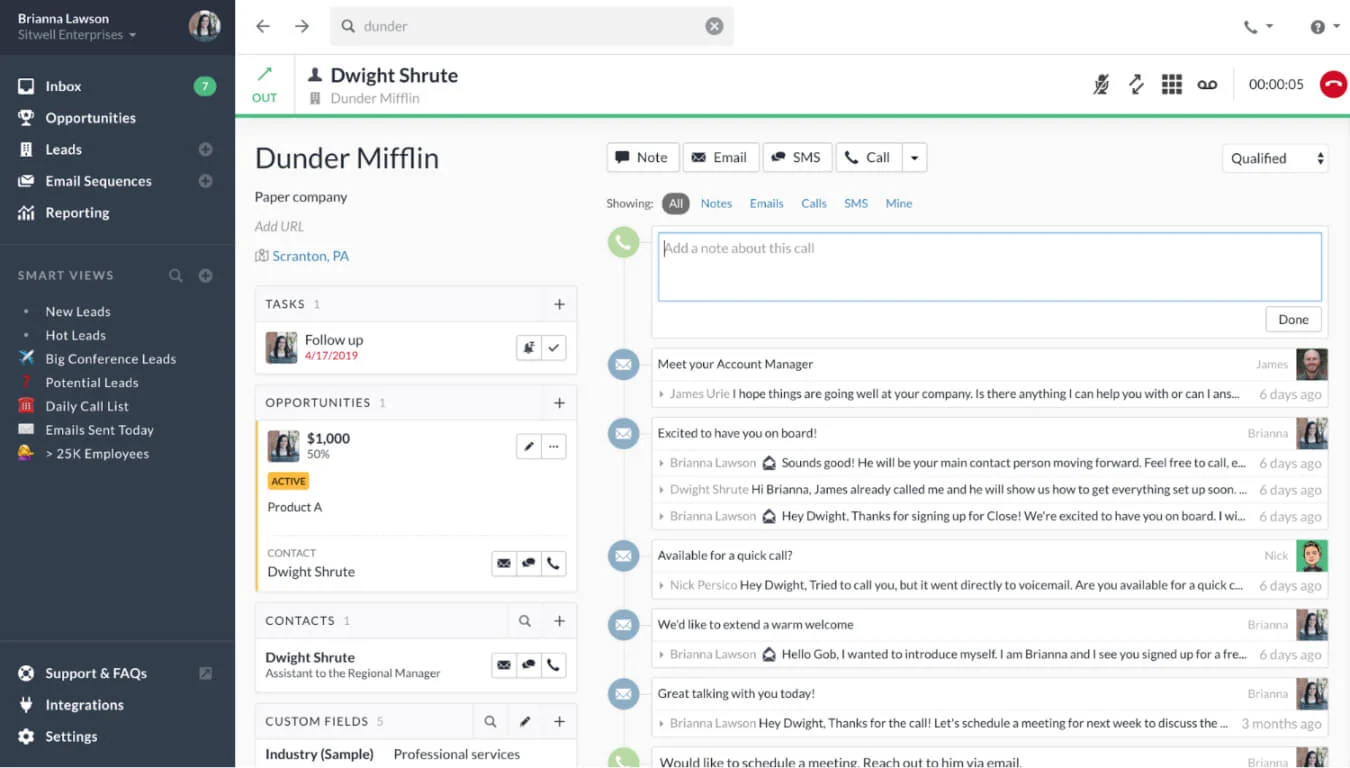 Brianna Lawson
Sitwell Enterprises
Inbox
7
Opportunities
Leads
Email Sequences
Reporting
SMART VIEWS
New Leads
Hot Leads
Big Conference Leads
Potential Leads
Daily Call List
Emails Sent Today
> 25K Employees
Support & FAQs
Integrations
Settings
dunder
OUT
Dwight Shrute
Dunder Mifflin
00:00:05
Dunder Mifflin
Paper company
Add URL
Scranton, PA
TASKS 1
Follow up
4/17/2019
OPPORTUNITIES 1
$1,000
50%
ACTIVE
Product A
CONTACT
Dwight Shrute
CONTACTS 1
Dwight Shrute
Assistant to the Regional Manager
CUSTOM FIELDS 5
Industry (Sample) Professional services
Note Email SMS Call
Qualified
Showing: All Notes Emails Calls SMS Mine
Add a note about this call
Done
Meet your Account Manager James
James Urie I hope things are going well at your company. Is there anything I can help you with or can I ans... 6 days ago
Excited to have you on board! Brianna
Brianna Lawson Sounds good! He will be your main contact person moving forward. Feel free to call, e... 6 days ago
Dwight Shrute Hi Brianna, James already called me and he will show us how to get everything set up soon. ... 6 days ago
Brianna Lawson Hey Dwight, Thanks for signing up for Close! We're excited to have you on board. I wi... 6 days ago
Available for a quick call? Nick
Nick Persico Hey Dwight, Tried to call you, but it went directly to voicemail. Are you available for a quick c... 6 days ago
We'd like to extend a warm welcome Brianna
Brianna Lawson Hello Gob, I wanted to introduce myself. I am Brianna and I see you signed up for a fre... 6 days ago
Great talking with you today! Brianna
Brianna Lawson Hey Dwight, Thanks for the call! Let's schedule a meeting for next week to discuss the ... 3 months ago
Would like to schedule a meeting. Reach out to him via email. Brianna